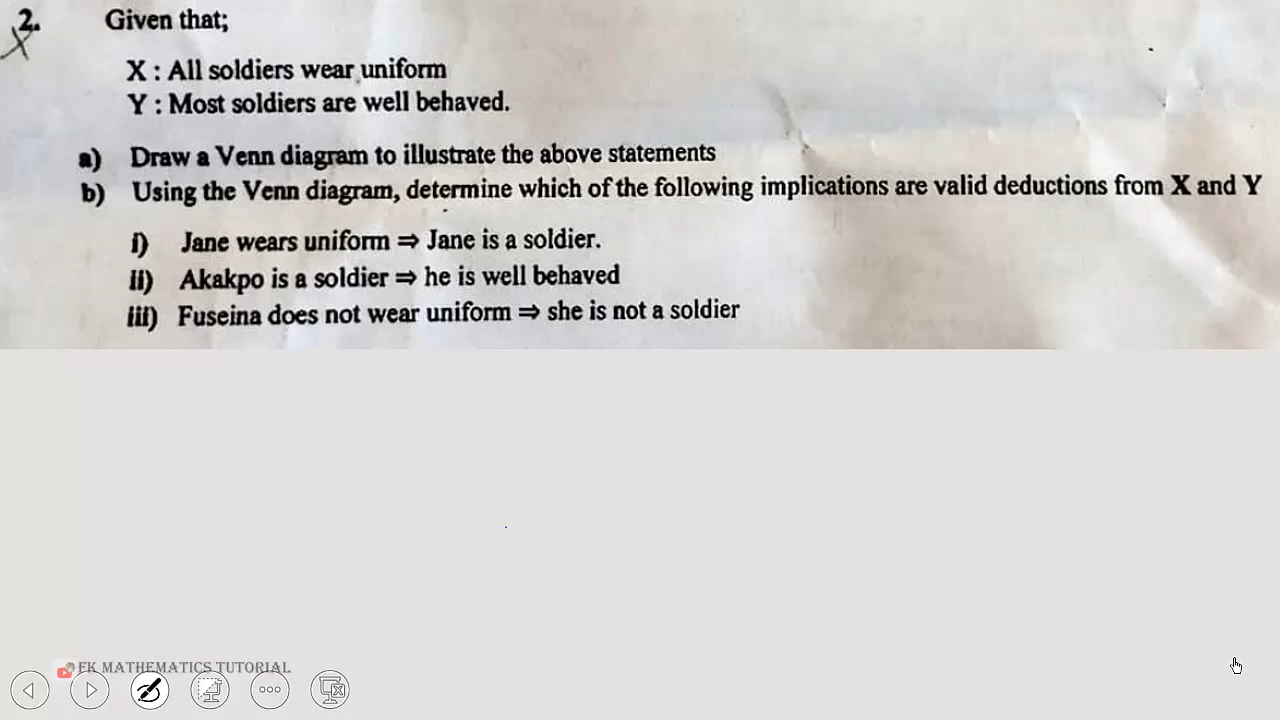 2. Given that;
X : All soldiers wear uniform
Y : Most soldiers are well behaved.
a) Draw a Venn diagram to illustrate the above statements
b) Using the Venn diagram, determine which of the following implications are valid deductions from X and Y
i) Jane wears uniform ⇒ Jane is a soldier.
ii) Akakpo is a soldier ⇒ he is well behaved
iii) Fuseina does not wear uniform ⇒ she is not a soldier
FK MATHEMATICS TUTORIAL